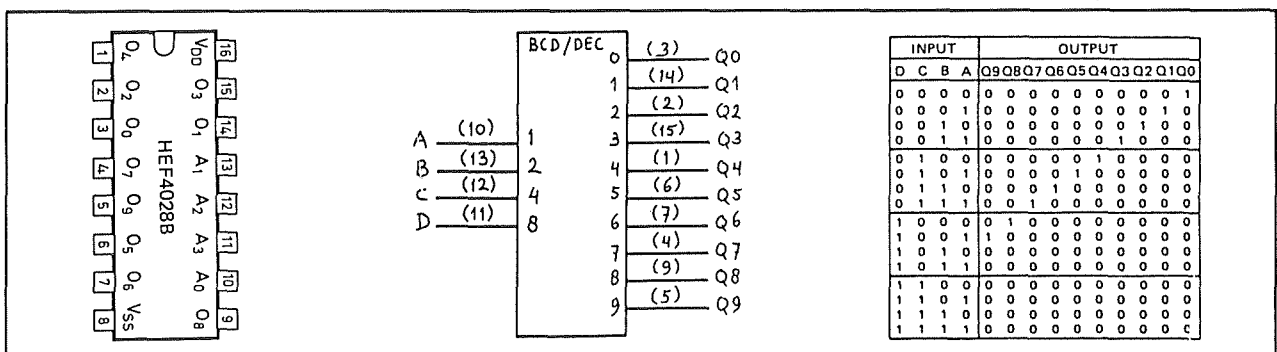 1 O4 VDD 16
2 O2 O3 15
3 O0 O1 14
4 O7 A1 13
5 O9 A2 12
6 O5 A3 11
7 O6 A0 10
8 VSS O8 9
HEF4028B
BCD/DEC
A (10) 1
B (13) 2
C (12) 4
D (11) 8
0 (3) Q0
1 (14) Q1
2 (2) Q2
3 (15) Q3
4 (1) Q4
5 (6) Q5
6 (7) Q6
7 (4) Q7
8 (9) Q8
9 (5) Q9
INPUT OUTPUT
D C B A Q9 Q8 Q7 Q6 Q5 Q4 Q3 Q2 Q1 Q0
0 0 0 0 0 0 0 0 0 0 0 0 0 1
0 0 0 1 0 0 0 0 0 0 0 0 1 0
0 0 1 0 0 0 0 0 0 0 0 1 0 0
0 0 1 1 0 0 0 0 0 0 1 0 0 0
0 1 0 0 0 0 0 0 0 1 0 0 0 0
0 1 0 1 0 0 0 0 1 0 0 0 0 0
0 1 1 0 0 0 0 1 0 0 0 0 0 0
0 1 1 1 0 0 1 0 0 0 0 0 0 0
1 0 0 0 0 1 0 0 0 0 0 0 0 0
1 0 0 1 1 0 0 0 0 0 0 0 0 0
1 0 1 0 0 0 0 0 0 0 0 0 0 0
1 0 1 1 0 0 0 0 0 0 0 0 0 0
1 1 0 0 0 0 0 0 0 0 0 0 0 0
1 1 0 1 0 0 0 0 0 0 0 0 0 0
1 1 1 0 0 0 0 0 0 0 0 0 0 0
1 1 1 1 0 0 0 0 0 0 0 0 0 0